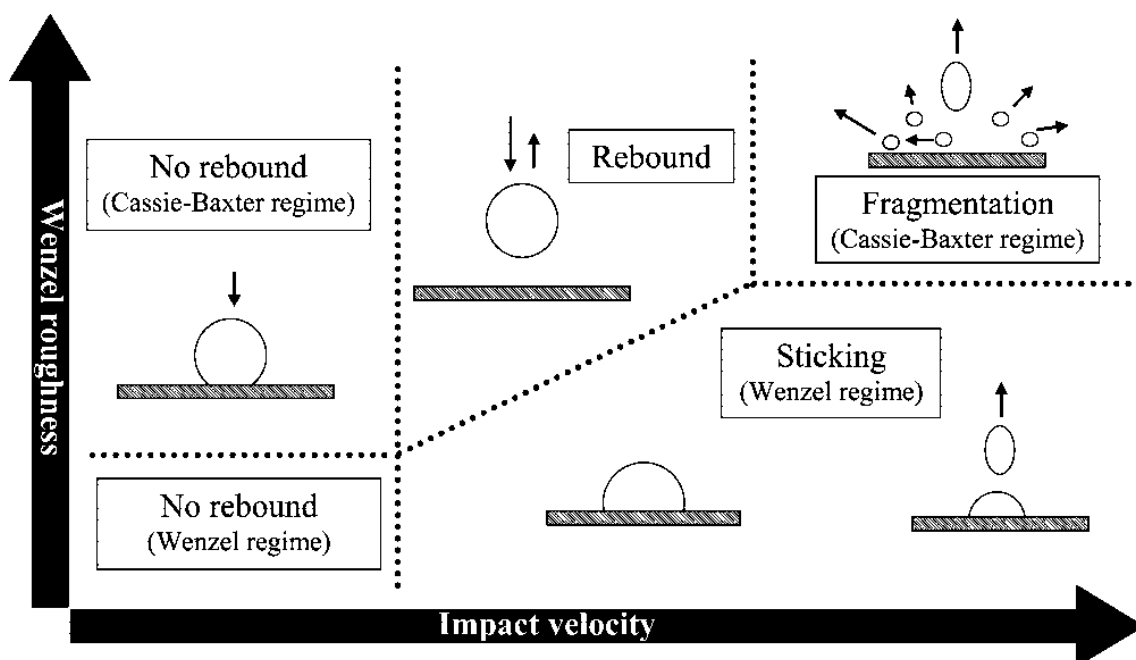 Wenzel roughness
No rebound
(Cassie-Baxter regime)
Rebound
Fragmentation
(Cassie-Baxter regime)
Sticking
(Wenzel regime)
No rebound
(Wenzel regime)
Impact velocity